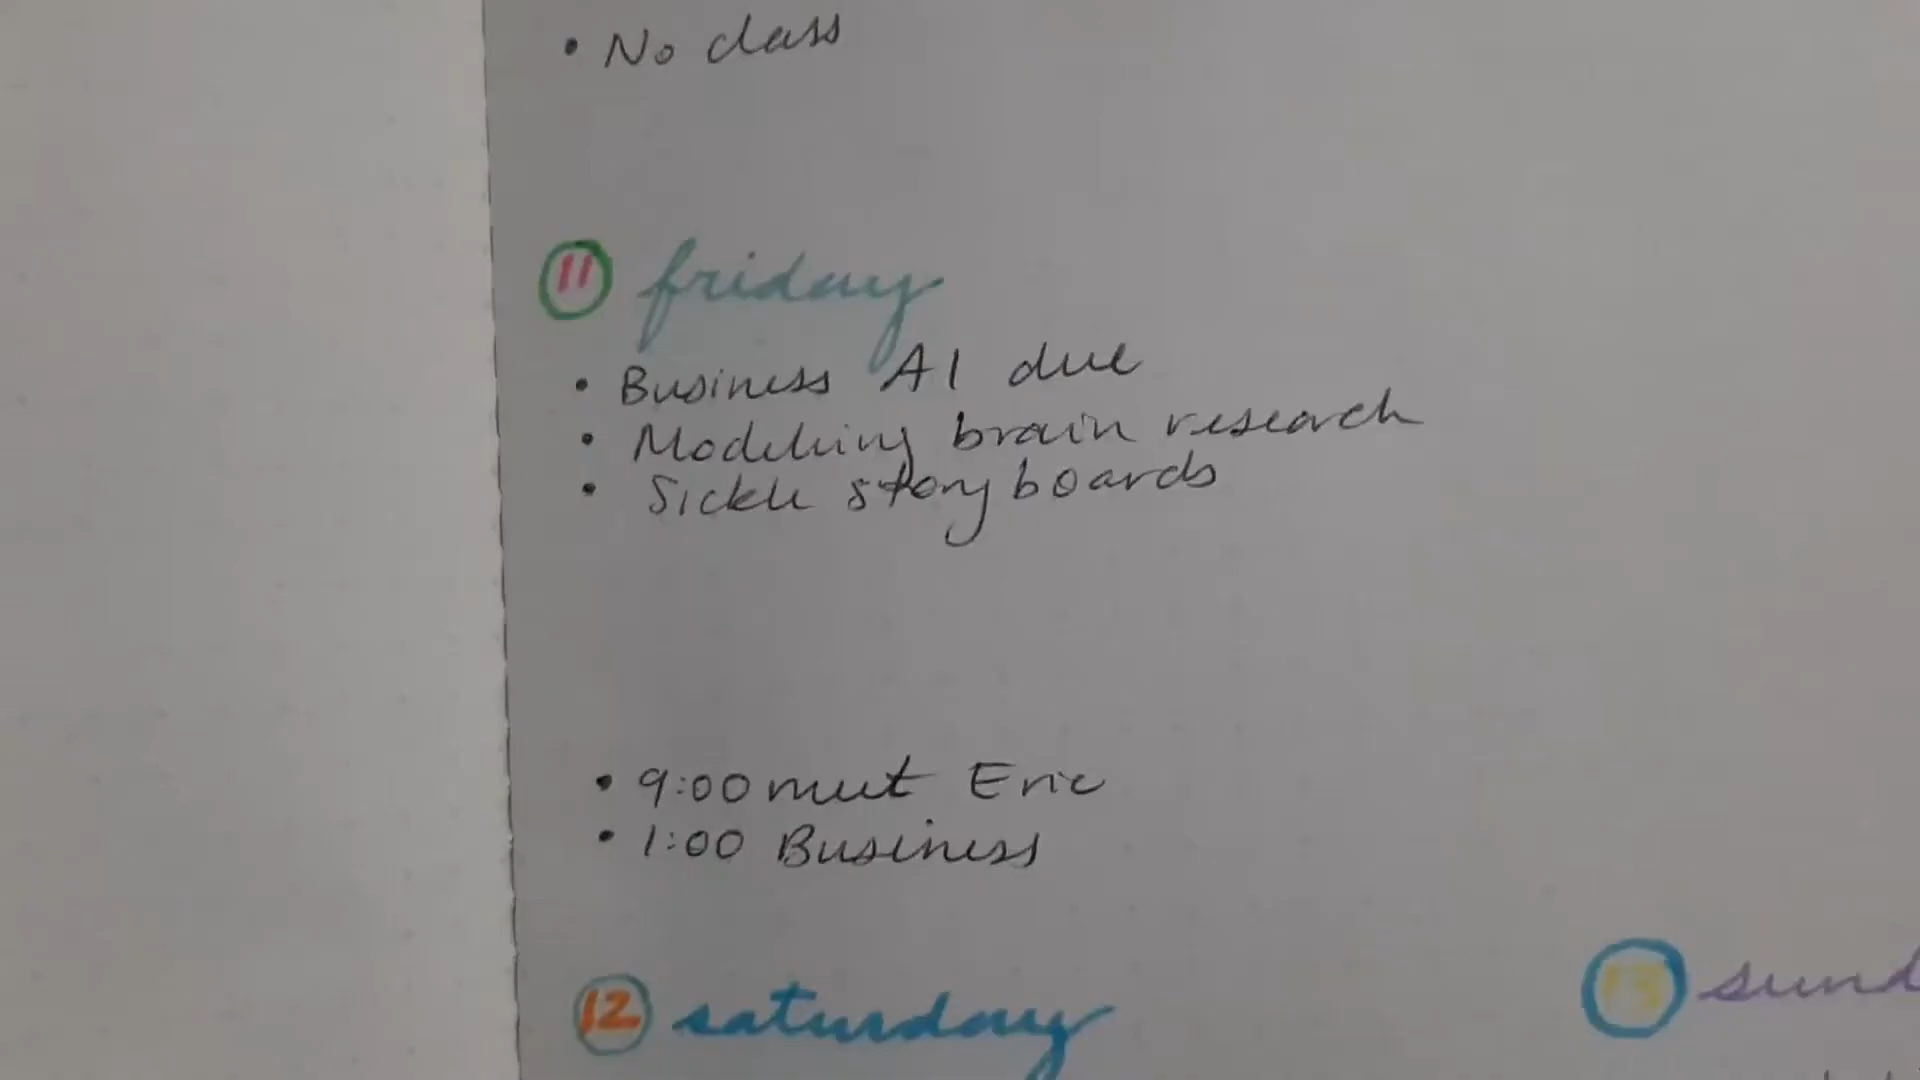 • No class
11 friday
• Business A1 due
• Modeling brain research
• Sickle storyboards
• 9:00 meet Eric
• 1:00 Business
12 saturday
13 sund